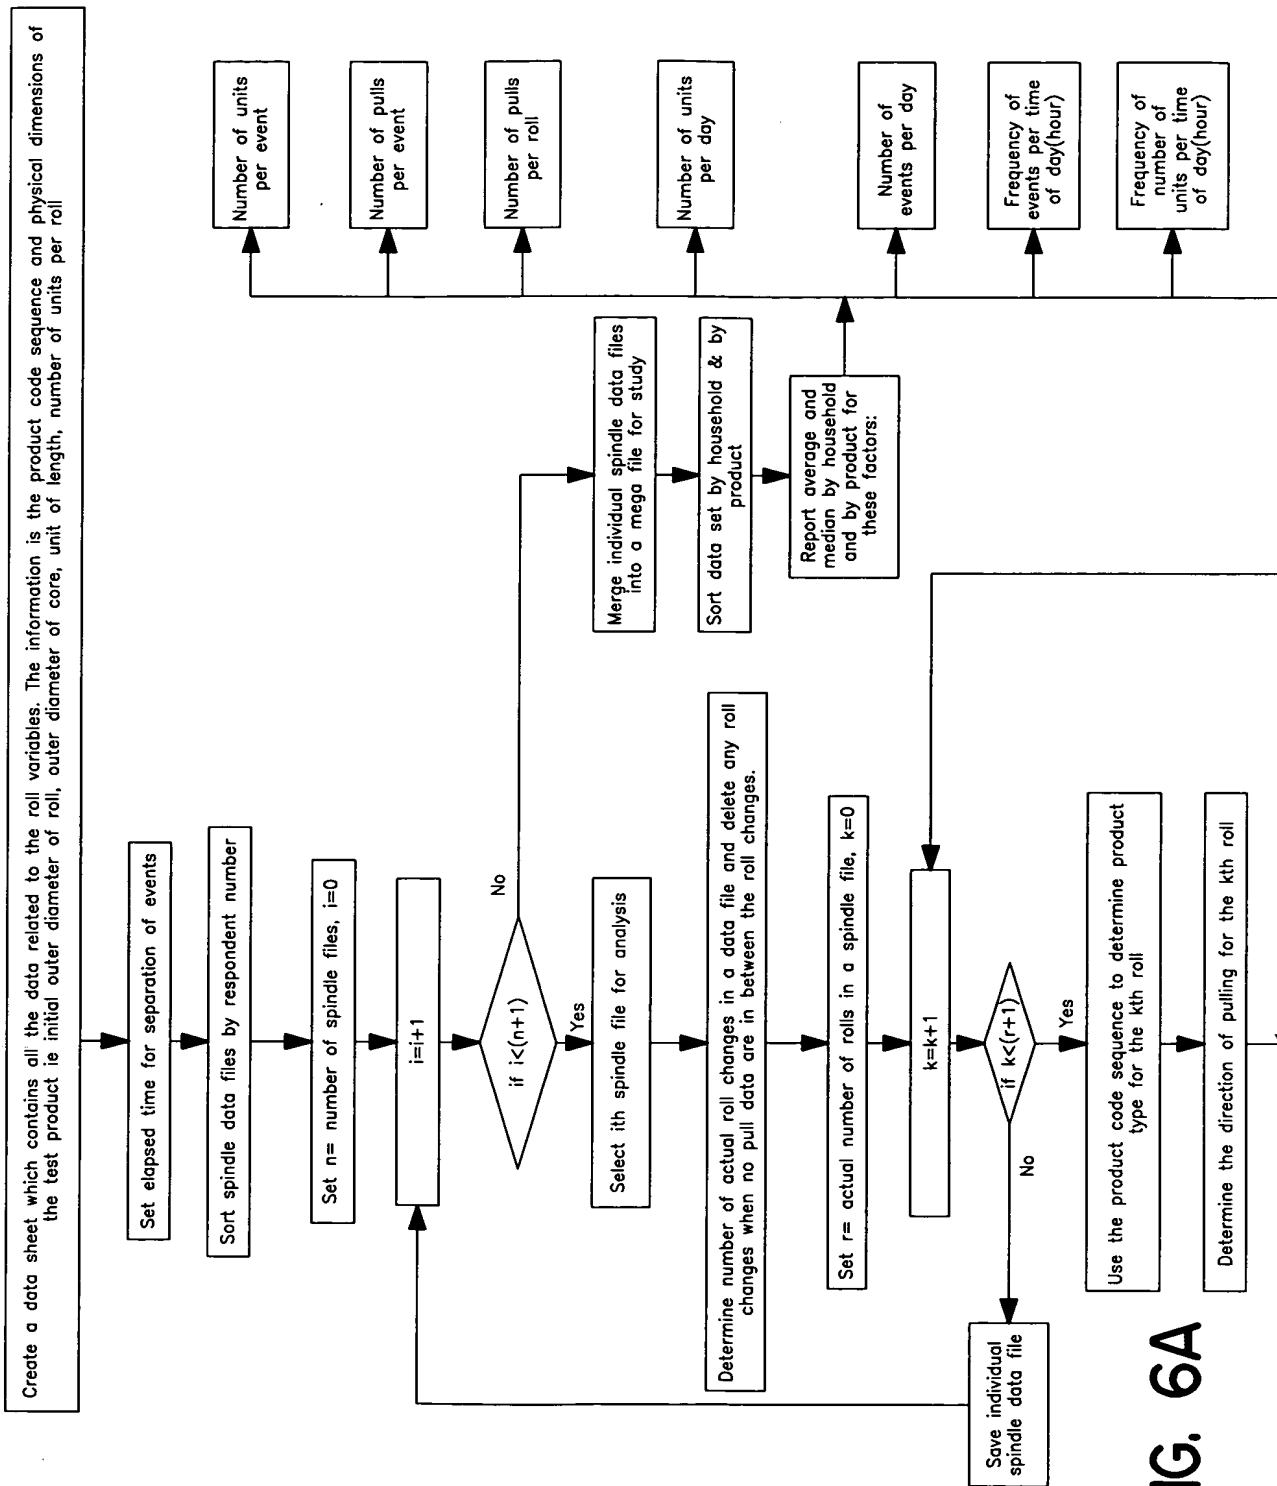 Create a data sheet which contains all the data related to the roll variables. The information is the product code sequence and physical dimensions of
the test product ie initial outer diameter of roll, outer diameter of core, unit of length, number of units per roll
Set elapsed time for separation of events
Sort spindle data files by respondent number
Set n= number of spindle files, i=0
i=i+1
if i<(n+1)
No
Yes
Select ith spindle file for analysis
Determine number of actual roll changes in a data file and delete any roll
changes when no pull data are in between the roll changes.
Set r= actual number of rolls in a spindle file, k=0
k=k+1
if k<(r+1)
No
Yes
Save individual
spindle data file
Use the product code sequence to determine product
type for the kth roll
Determine the direction of pulling for the kth roll
Merge individual spindle data files
into a mega file for study
Sort data set by household & by
product
Report average and
median by household
and by product for
these factors:
Number of units
per event
Number of pulls
per event
Number of pulls
per roll
Number of units
per day
Number of
events per day
Frequency of
events per time
of day(hour)
Frequency of
number of
units per time
of day(hour)
IG. 6A